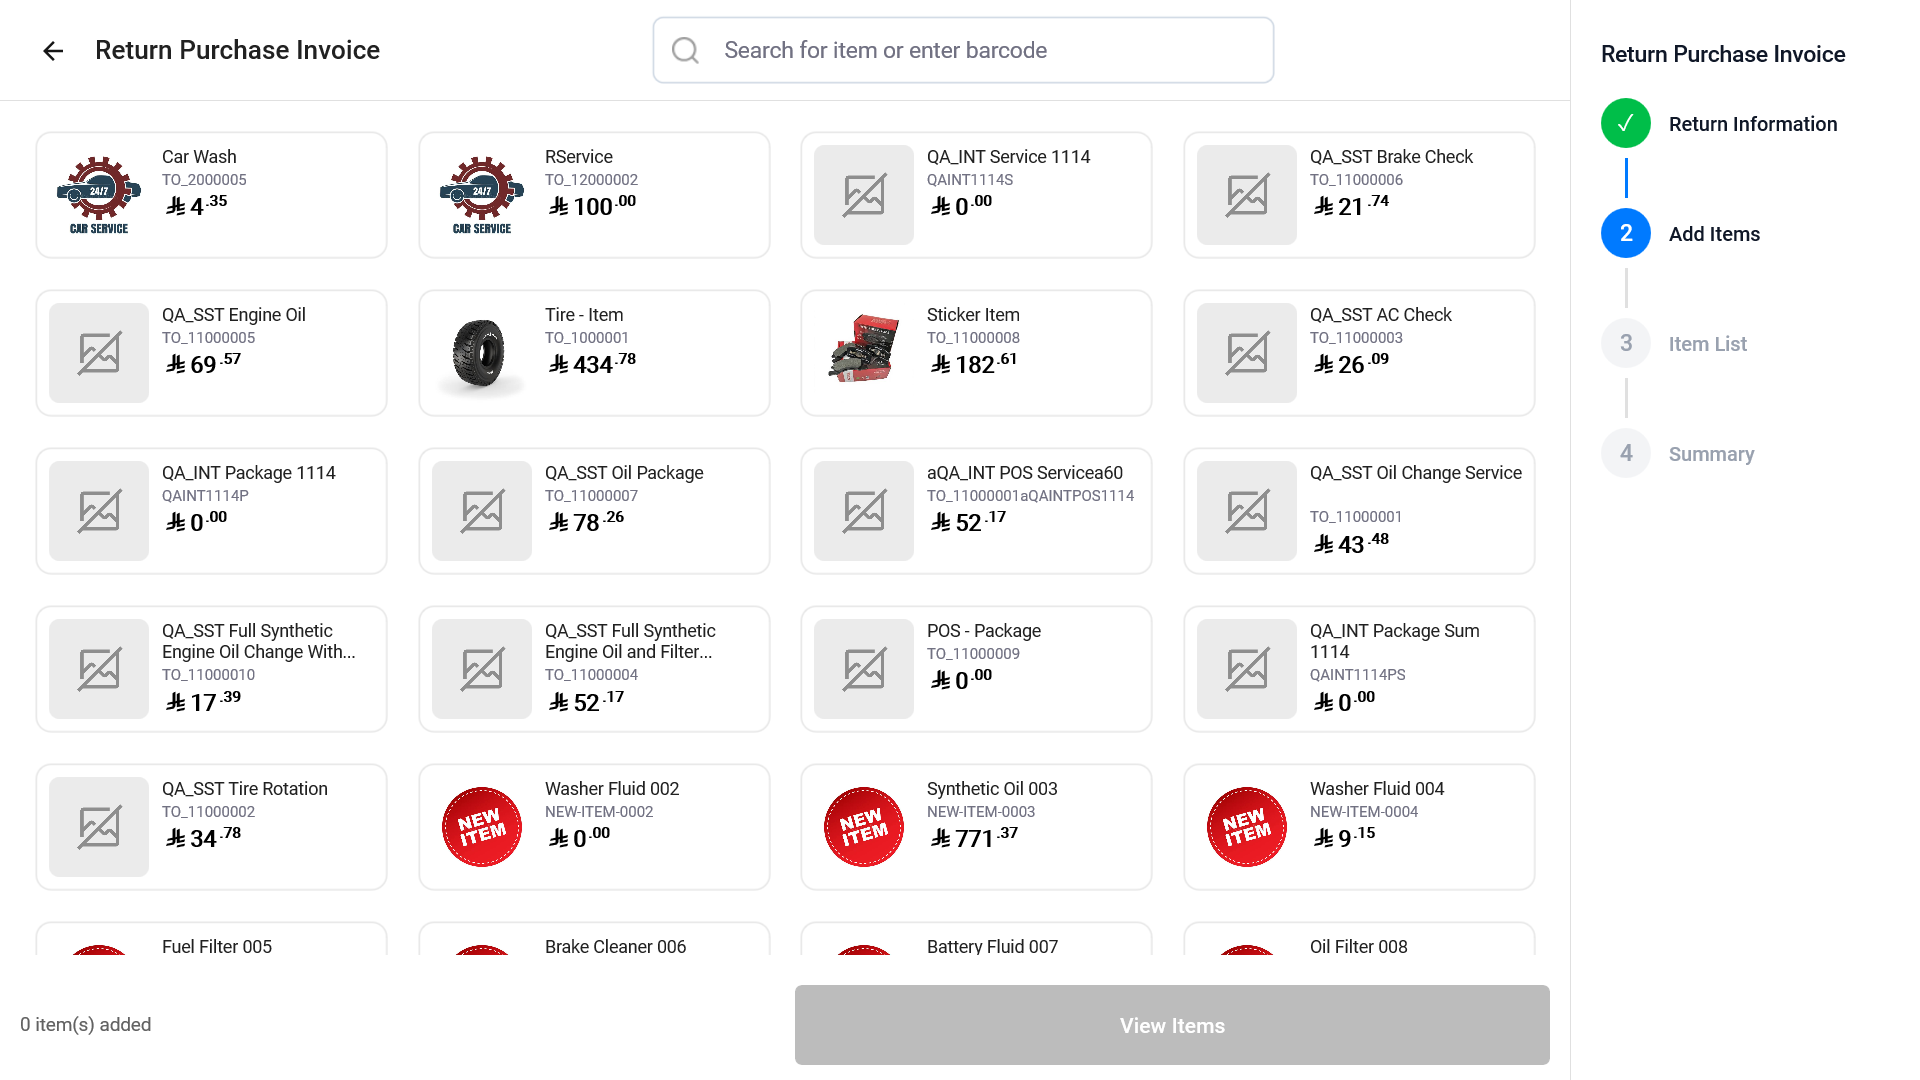 Return Purchase Invoice
Search for item or enter barcode
Car Wash
TO_2000005
4.35
24/7
CAR SERVICE
RService
TO_12000002
100.00
24/7
CAR SERVICE
QA_INT Service 1114
QAINT1114S
0.00
QA_SST Brake Check
TO_11000006
21.74
QA_SST Engine Oil
TO_11000005
69.57
Tire - Item
TO_1000001
434.78
Sticker Item
TO_11000008
182.61
QA_SST AC Check
TO_11000003
26.09
QA_INT Package 1114
QAINT1114P
0.00
QA_SST Oil Package
TO_11000007
78.26
aQA_INT POS Servicea60
TO_11000001aQAINTPOS1114
52.17
QA_SST Oil Change Service
TO_11000001
43.48
QA_SST Full Synthetic
Engine Oil Change With...
TO_11000010
17.39
QA_SST Full Synthetic
Engine Oil and Filter...
TO_11000004
52.17
POS - Package
TO_11000009
0.00
QA_INT Package Sum
1114
QAINT1114PS
0.00
QA_SST Tire Rotation
TO_11000002
34.78
NEW
ITEM
Washer Fluid 002
NEW-ITEM-0002
0.00
NEW
ITEM
Synthetic Oil 003
NEW-ITEM-0003
771.37
NEW
ITEM
Washer Fluid 004
NEW-ITEM-0004
9.15
Fuel Filter 005
Brake Cleaner 006
Battery Fluid 007
Oil Filter 008
0 item(s) added
View Items
Return Purchase Invoice
Return Information
2
Add Items
3
Item List
4
Summary